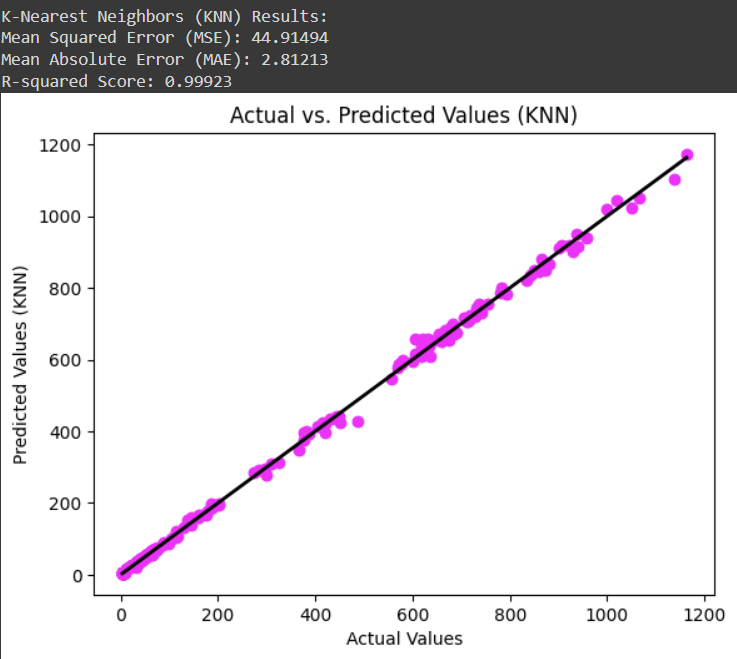 K-Nearest Neighbors (KNN) Results:
Mean Squared Error (MSE): 44.91494
Mean Absolute Error (MAE): 2.81213
R-squared Score: 0.99923
Actual vs. Predicted Values (KNN)
1200
1000
800
600
400
200
0
Predicted Values (KNN)
0 200 400 600 800 1000 1200
Actual Values